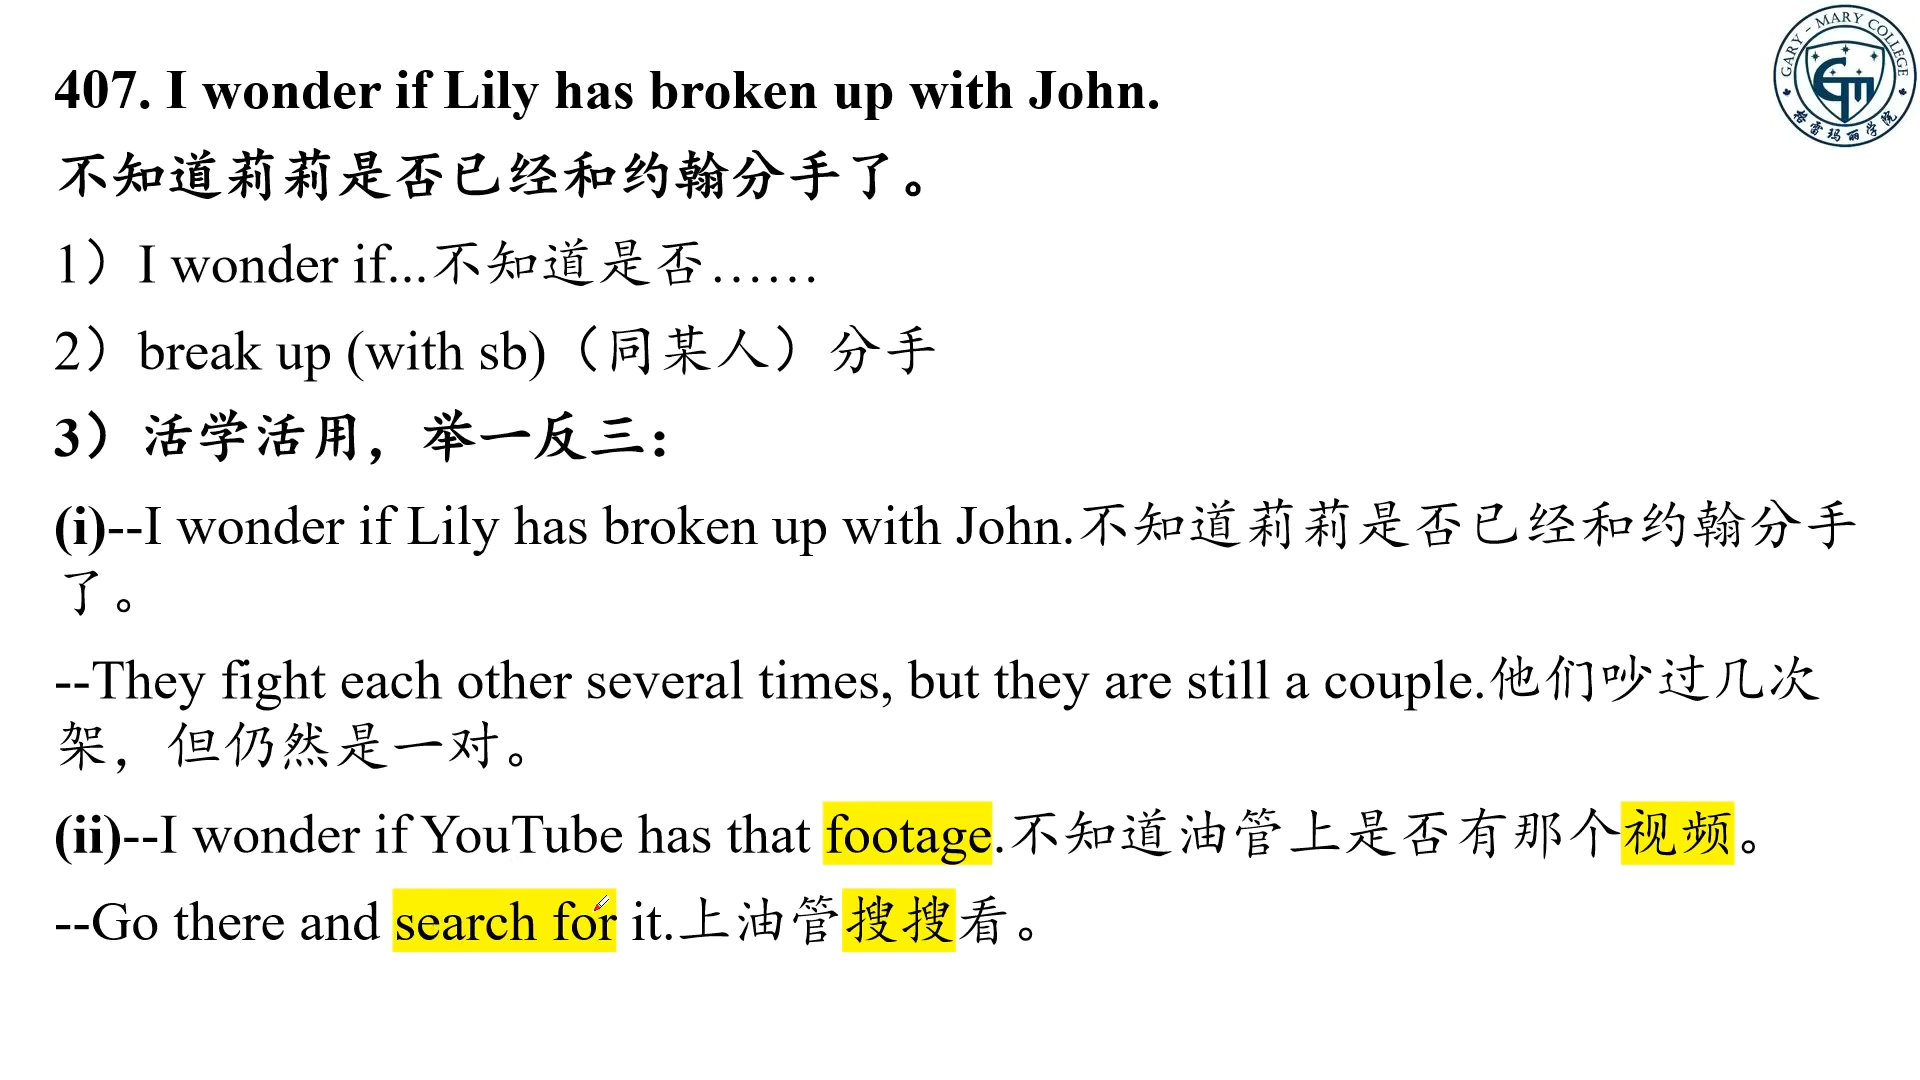 GARY - MARY COLLEGE
格雷玛丽学院
407. I wonder if Lily has broken up with John.
不知道莉莉是否已经和约翰分手了。
1）I wonder if...不知道是否……
2）break up (with sb)（同某人）分手
3）活学活用，举一反三：
(i)--I wonder if Lily has broken up with John.不知道莉莉是否已经和约翰分手
了。
--They fight each other several times, but they are still a couple.他们吵过几次
架，但仍然是一对。
(ii)--I wonder if YouTube has that footage.不知道油管上是否有那个视频。
--Go there and search for it.上油管搜搜看。